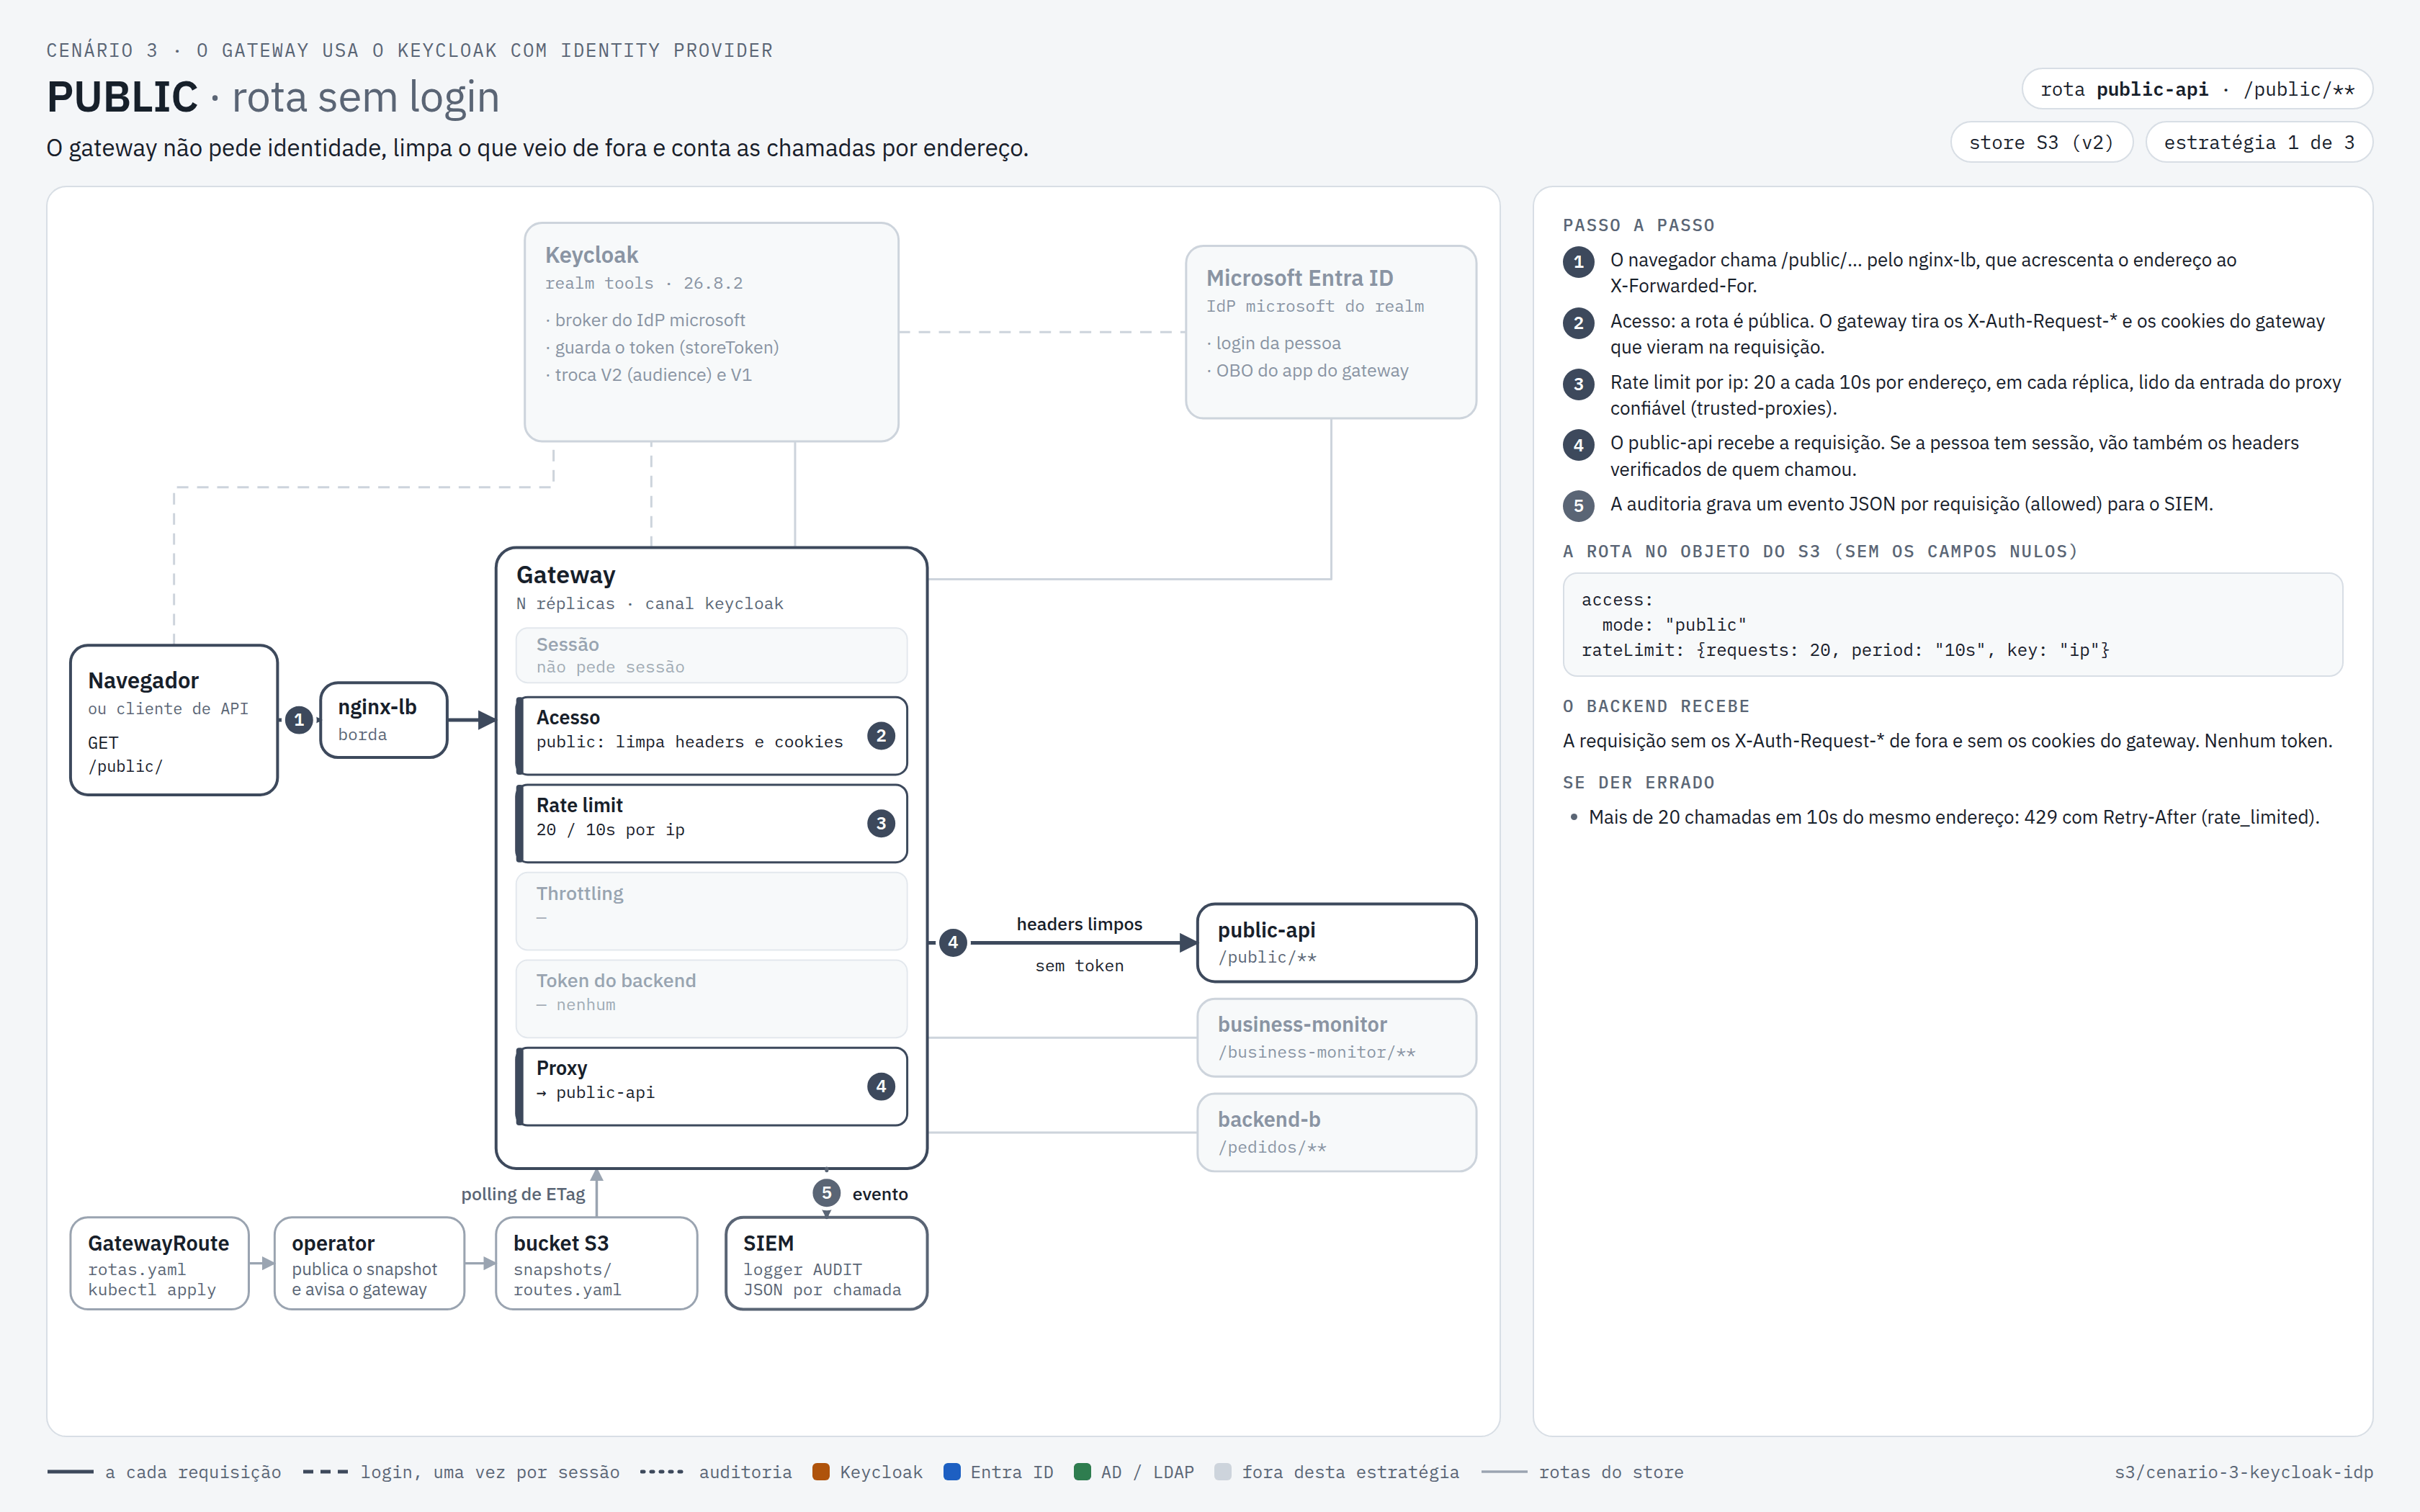 CENÁRIO 3 · O GATEWAY USA O KEYCLOAK COM IDENTITY PROVIDER
PUBLIC · rota sem login
O gateway não pede identidade, limpa o que veio de fora e conta as chamadas por endereço.
rota public-api · /public/**
store S3 (v2)
estratégia 1 de 3
Keycloak
realm tools · 26.8.2
· broker do IdP microsoft
· guarda o token (storeToken)
· troca V2 (audience) e V1
Microsoft Entra ID
IdP microsoft do realm
· login da pessoa
· OBO do app do gateway
Navegador
ou cliente de API
GET
/public/
1
nginx-lb
borda
Gateway
N réplicas · canal keycloak
Sessão
não pede sessão
Acesso
public: limpa headers e cookies
2
Rate limit
20 / 10s por ip
3
Throttling
—
Token do backend
— nenhum
Proxy
→ public-api
4
4
headers limpos
sem token
public-api
/public/**
business-monitor
/business-monitor/**
backend-b
/pedidos/**
polling de ETag
5
evento
GatewayRoute
rotas.yaml
kubectl apply
operator
publica o snapshot
e avisa o gateway
bucket S3
snapshots/
routes.yaml
SIEM
logger AUDIT
JSON por chamada
PASSO A PASSO
1 O navegador chama /public/... pelo nginx-lb, que acrescenta o endereço ao
X-Forwarded-For.
2 Acesso: a rota é pública. O gateway tira os X-Auth-Request-* e os cookies do gateway
que vieram na requisição.
3 Rate limit por ip: 20 a cada 10s por endereço, em cada réplica, lido da entrada do proxy
confiável (trusted-proxies).
4 O public-api recebe a requisição. Se a pessoa tem sessão, vão também os headers
verificados de quem chamou.
5 A auditoria grava um evento JSON por requisição (allowed) para o SIEM.
A ROTA NO OBJETO DO S3 (SEM OS CAMPOS NULOS)
access:
  mode: "public"
rateLimit: {requests: 20, period: "10s", key: "ip"}
O BACKEND RECEBE
A requisição sem os X-Auth-Request-* de fora e sem os cookies do gateway. Nenhum token.
SE DER ERRADO
• Mais de 20 chamadas em 10s do mesmo endereço: 429 com Retry-After (rate_limited).
a cada requisição
login, uma vez por sessão
auditoria
Keycloak
Entra ID
AD / LDAP
fora desta estratégia
rotas do store
s3/cenario-3-keycloak-idp